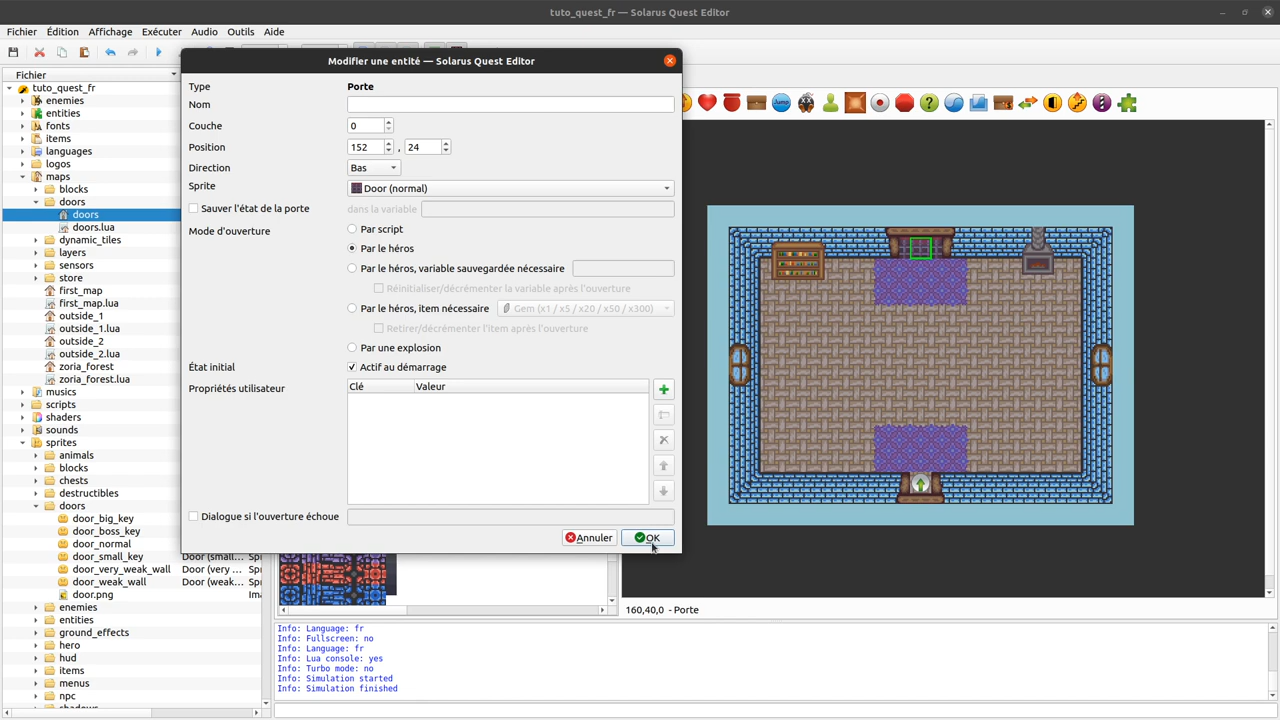 tuto_quest_fr — Solarus Quest Editor
Fichier Édition Affichage Exécuter Audio Outils Aide
Fichier
tuto_quest_fr
enemies
entities
fonts
items
languages
logos
maps
blocks
doors
doors
doors.lua
dynamic_tiles
layers
sensors
store
first_map
first_map.lua
outside_1
outside_1.lua
outside_2
outside_2.lua
zoria_forest
zoria_forest.lua
musics
scripts
shaders
sounds
sprites
animals
blocks
chests
destructibles
doors
door_big_key
door_boss_key
door_normal
door_small_key Door (small... Spr
door_very_weak_wall Door (very ... Spr
door_weak_wall Door (weak... Spr
door.png Ima
enemies
entities
ground_effects
hero
hud
items
menus
npc
Modifier une entité — Solarus Quest Editor
Type Porte
Nom
Couche 0
Position 152 , 24
Direction Bas
Sprite Door (normal)
Sauver l'état de la porte dans la variable
Mode d'ouverture Par script
Par le héros
Par le héros, variable sauvegardée nécessaire
Réinitialiser/décrémenter la variable après l'ouverture
Par le héros, item nécessaire Gem (x1 / x5 / x20 / x50 / x300)
Retirer/décrémenter l'item après l'ouverture
Par une explosion
État initial Actif au démarrage
Propriétés utilisateur Clé Valeur
Dialogue si l'ouverture échoue
Annuler OK
Jump
160,40,0 - Porte
Info: Language: fr
Info: Fullscreen: no
Info: Language: fr
Info: Lua console: yes
Info: Turbo mode: no
Info: Simulation started
Info: Simulation finished